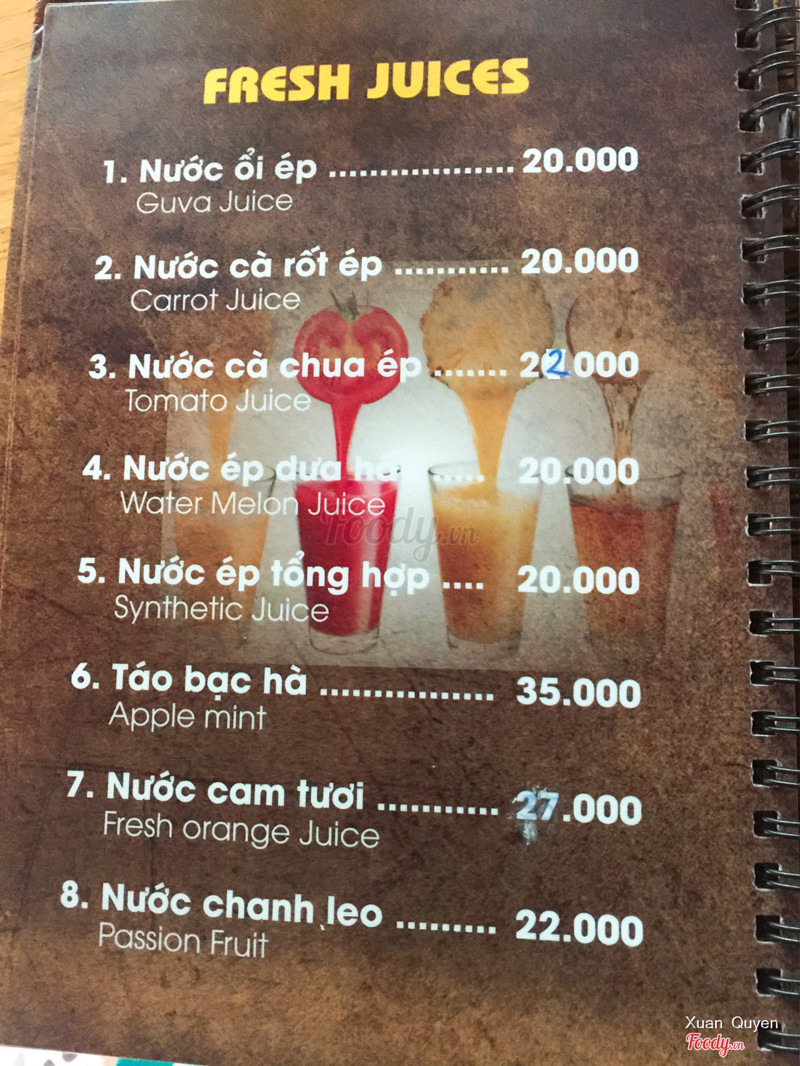 FRESH JUICES
1. Nước ổi ép .................. 20.000
Guva Juice
2. Nước cà rốt ép ........... 20.000
Carrot Juice
3. Nước cà chua ép ....... 22.000
Tomato Juice
4. Nước ép dưa ..... 20.000
Water Melon Juice
Foody.vn
5. Nước ép tổng hợp .... 20.000
Synthetic Juice
6. Táo bạc hà ................. 35.000
Apple mint
7. Nước cam tươi ............ 27.000
Fresh orange Juice
8. Nước chanh leo ......... 22.000
Passion Fruit
Xuan Quyen
Foody.vn